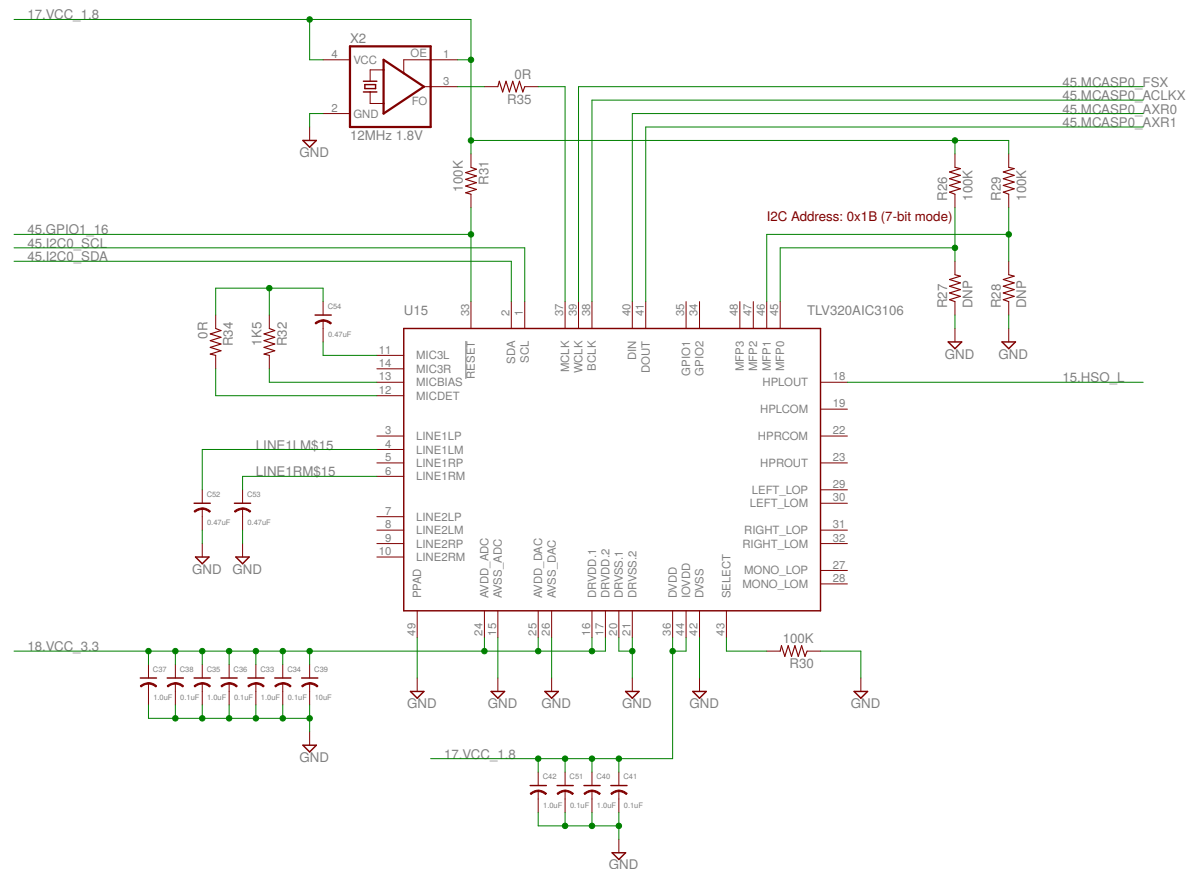 17.VCC_1.8
X2
4
VCC
OE
1
3
FO
2
GND
12MHz 1.8V
GND
0R
R35
45.MCASP0_FSX
45.MCASP0_ACLKX
45.MCASP0_AXR0
45.MCASP0_AXR1
100K
R31
R26
100K
R29
100K
I2C Address: 0x1B (7-bit mode)
45.GPIO1_16
45.I2C0_SCL
45.I2C0_SDA
R27
DNP
R28
DNP
GND
GND
0R
R34
1K5
R32
C54
0.47uF
U15
TLV320AIC3106
33
2
1
37
39
38
40
41
35
34
48
47
46
45
RESET
SDA
SCL
MCLK
WCLK
BCLK
DIN
DOUT
GPIO1
GPIO2
MFP3
MFP2
MFP1
MFP0
11 MIC3L
14 MIC3R
13 MICBIAS
12 MICDET
3 LINE1LP
4 LINE1LM
5 LINE1RP
6 LINE1RM
7 LINE2LP
8 LINE2LM
9 LINE2RP
10 LINE2RM
LINE1LM$15
LINE1RM$15
C52
0.47uF
C53
0.47uF
GND
GND
HPLOUT 18
15.HSO_L
HPLCOM 19
HPRCOM 22
HPROUT 23
LEFT_LOP 29
LEFT_LOM 30
RIGHT_LOP 31
RIGHT_LOM 32
MONO_LOP 27
MONO_LOM 28
PPAD
AVDD_ADC
AVSS_ADC
AVDD_DAC
AVSS_DAC
DRVDD.1
DRVDD.2
DRVSS.1
DRVSS.2
DVDD
IOVDD
DVSS
SELECT
49
24
15
25
26
16
17
20
21
36
44
42
43
100K
R30
18.VCC_3.3
C37
1.0uF
C38
0.1uF
C35
1.0uF
C36
0.1uF
C33
1.0uF
C34
0.1uF
C39
10uF
GND
GND
GND
GND
GND
GND
GND
17.VCC_1.8
C42
1.0uF
C51
0.1uF
C40
1.0uF
C41
0.1uF
GND